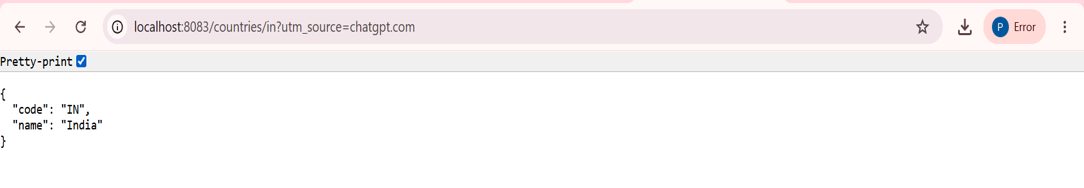 localhost:8083/countries/in?utm_source=chatgpt.com
P Error
Pretty-print
{
  "code": "IN",
  "name": "India"
}